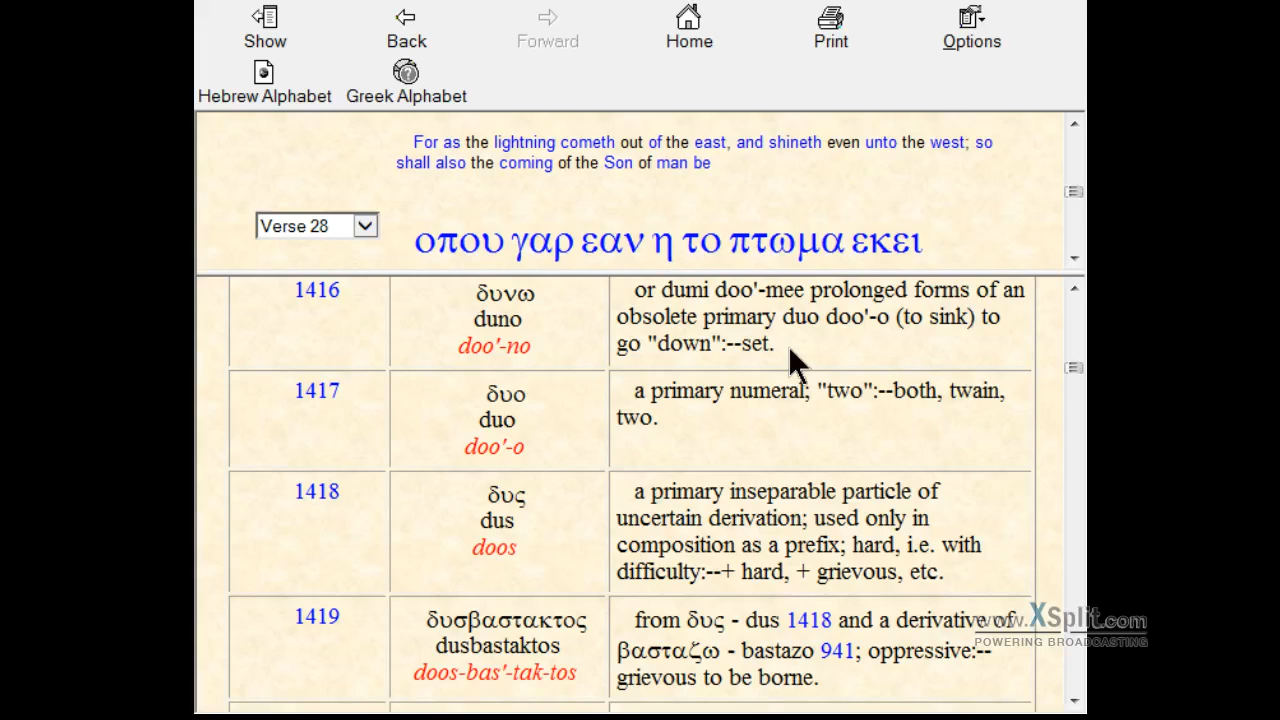 Show
Back
Forward
Home
Print
Options
Hebrew Alphabet
Greek Alphabet
For as the lightning cometh out of the east, and shineth even unto the west; so
shall also the coming of the Son of man be
Verse 28
οπου γαρ εαν η το πτωμα εκει
1416
δυνω
duno
doo'-no
or dumi doo'-mee prolonged forms of an
obsolete primary duo doo'-o (to sink) to
go "down":--set.
1417
δυο
duo
doo'-o
a primary numeral; "two":--both, twain,
two.
1418
δυς
dus
doos
a primary inseparable particle of
uncertain derivation; used only in
composition as a prefix; hard, i.e. with
difficulty:--+ hard, + grievous, etc.
1419
δυσβαστακτος
dusbastaktos
doos-bas'-tak-tos
from δυς - dus 1418 and a derivative of
βασταζω - bastazo 941; oppressive:--
grievous to be borne.
www.XSplit.com
POWERING BROADCASTING